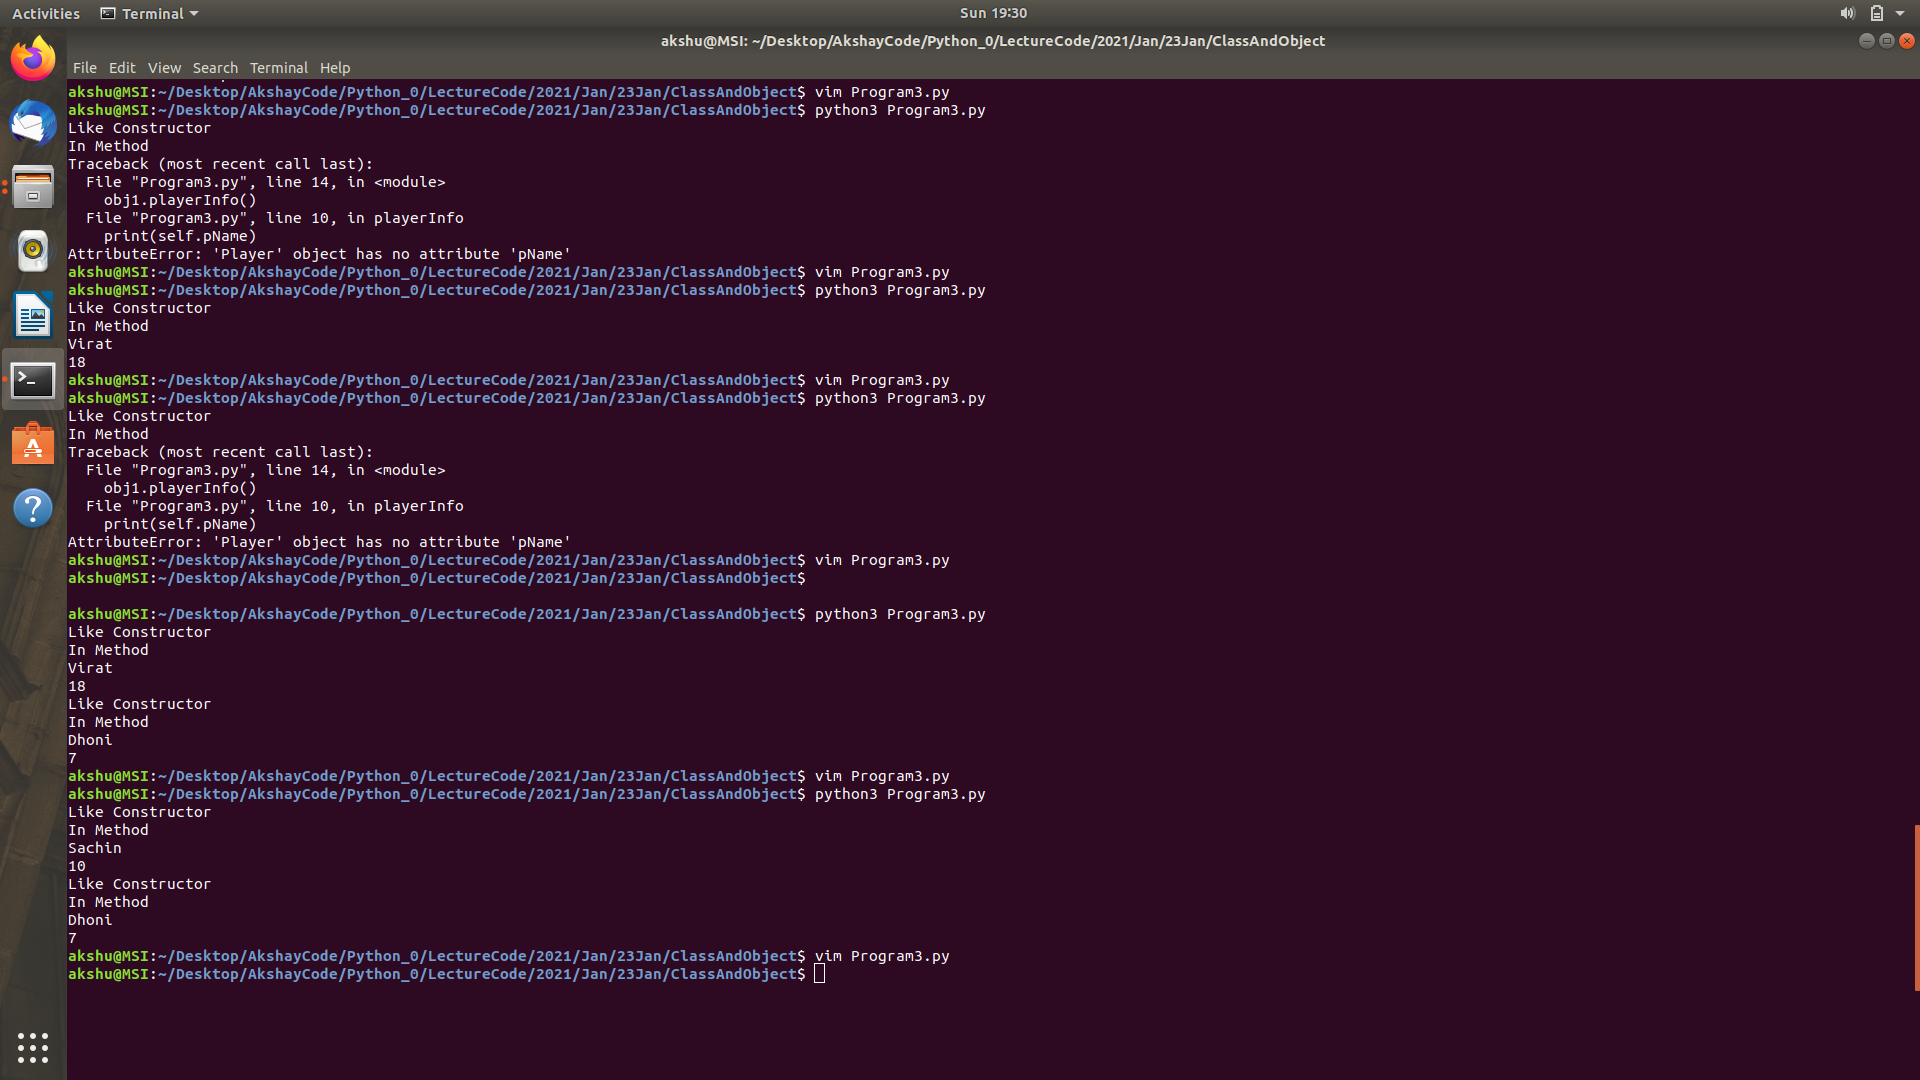 Activities Terminal Sun 19:30
akshu@MSI: ~/Desktop/AkshayCode/Python_0/LectureCode/2021/Jan/23Jan/ClassAndObject
File Edit View Search Terminal Help
akshu@MSI:~/Desktop/AkshayCode/Python_0/LectureCode/2021/Jan/23Jan/ClassAndObject$ vim Program3.py
akshu@MSI:~/Desktop/AkshayCode/Python_0/LectureCode/2021/Jan/23Jan/ClassAndObject$ python3 Program3.py
Like Constructor
In Method
Traceback (most recent call last):
  File "Program3.py", line 14, in <module>
    obj1.playerInfo()
  File "Program3.py", line 10, in playerInfo
    print(self.pName)
AttributeError: 'Player' object has no attribute 'pName'
akshu@MSI:~/Desktop/AkshayCode/Python_0/LectureCode/2021/Jan/23Jan/ClassAndObject$ vim Program3.py
akshu@MSI:~/Desktop/AkshayCode/Python_0/LectureCode/2021/Jan/23Jan/ClassAndObject$ python3 Program3.py
Like Constructor
In Method
Virat
18
akshu@MSI:~/Desktop/AkshayCode/Python_0/LectureCode/2021/Jan/23Jan/ClassAndObject$ vim Program3.py
akshu@MSI:~/Desktop/AkshayCode/Python_0/LectureCode/2021/Jan/23Jan/ClassAndObject$ python3 Program3.py
Like Constructor
In Method
Traceback (most recent call last):
  File "Program3.py", line 14, in <module>
    obj1.playerInfo()
  File "Program3.py", line 10, in playerInfo
    print(self.pName)
AttributeError: 'Player' object has no attribute 'pName'
akshu@MSI:~/Desktop/AkshayCode/Python_0/LectureCode/2021/Jan/23Jan/ClassAndObject$ vim Program3.py
akshu@MSI:~/Desktop/AkshayCode/Python_0/LectureCode/2021/Jan/23Jan/ClassAndObject$
akshu@MSI:~/Desktop/AkshayCode/Python_0/LectureCode/2021/Jan/23Jan/ClassAndObject$ python3 Program3.py
Like Constructor
In Method
Virat
18
Like Constructor
In Method
Dhoni
7
akshu@MSI:~/Desktop/AkshayCode/Python_0/LectureCode/2021/Jan/23Jan/ClassAndObject$ vim Program3.py
akshu@MSI:~/Desktop/AkshayCode/Python_0/LectureCode/2021/Jan/23Jan/ClassAndObject$ python3 Program3.py
Like Constructor
In Method
Sachin
10
Like Constructor
In Method
Dhoni
7
akshu@MSI:~/Desktop/AkshayCode/Python_0/LectureCode/2021/Jan/23Jan/ClassAndObject$ vim Program3.py
akshu@MSI:~/Desktop/AkshayCode/Python_0/LectureCode/2021/Jan/23Jan/ClassAndObject$